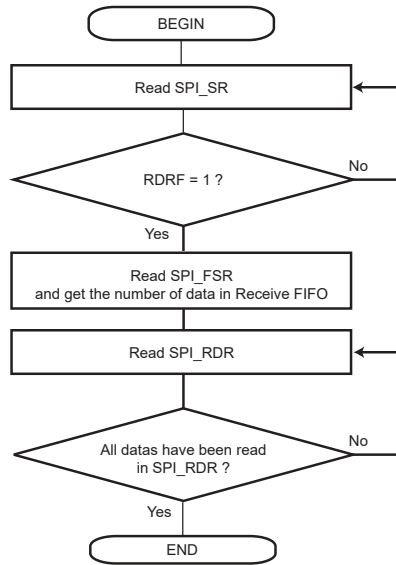 BEGIN
Read SPI_SR
RDRF = 1 ?
No
Yes
Read SPI_FSR
and get the number of data in Receive FIFO
Read SPI_RDR
All datas have been read
in SPI_RDR ?
No
Yes
END